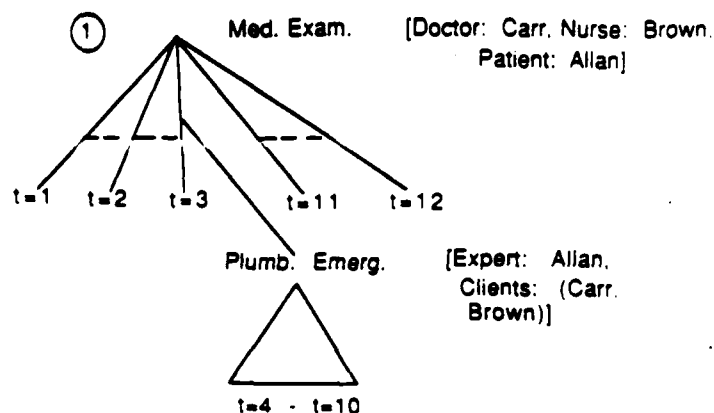 1 Med. Exam. [Doctor: Carr, Nurse: Brown.
Patient: Allan]
t=1 t=2 t=3 t=11 t=12
Plumb. Emerg. [Expert: Allan,
Clients: (Carr.
Brown)]
t=4 - t=10